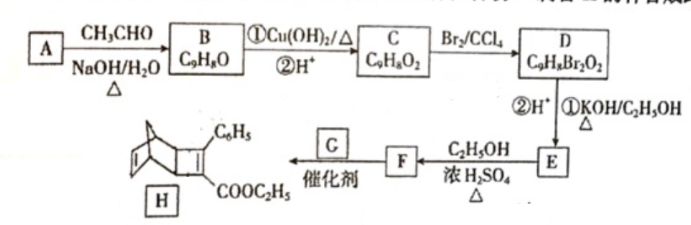 A
CH₃CHO
NaOH/H₂O
△
B
C₉H₈O
①Cu(OH)₂/△
②H⁺
C
C₉H₈O₂
Br₂/CCl₄
D
C₉H₈Br₂O₂
②H⁺ ①KOH/C₂H₅OH
△
E
C₂H₅OH
浓H₂SO₄
△
F
G
催化剂
C₆H₅
COOC₂H₅
H